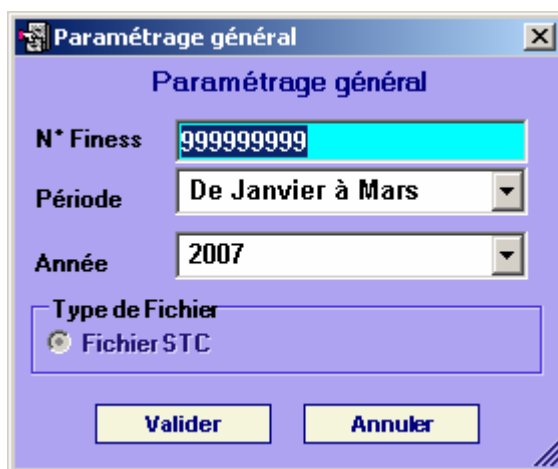 Paramétrage général
Paramétrage général
N° Finess 999999999
Période De Janvier à Mars
Année 2007
Type de Fichier
Fichier STC
Valider Annuler